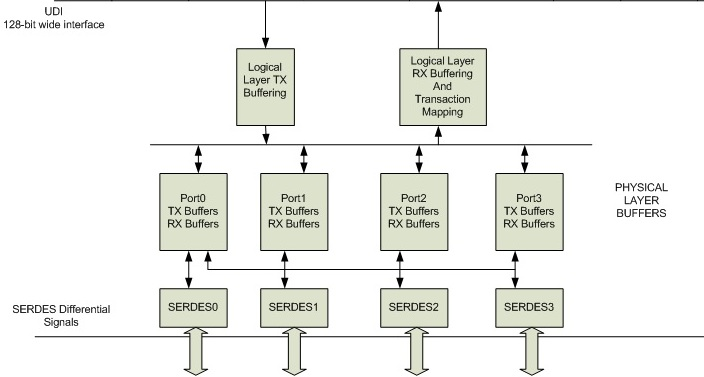 UDI
128-bit wide interface
Logical
Layer TX
Buffering
Logical Layer
RX Buffering
And
Transaction
Mapping
Port0
TX Buffers
RX Buffers
Port1
TX Buffers
RX Buffers
Port2
TX Buffers
RX Buffers
Port3
TX Buffers
RX Buffers
PHYSICAL
LAYER
BUFFERS
SERDES Differential
Signals
SERDES0
SERDES1
SERDES2
SERDES3